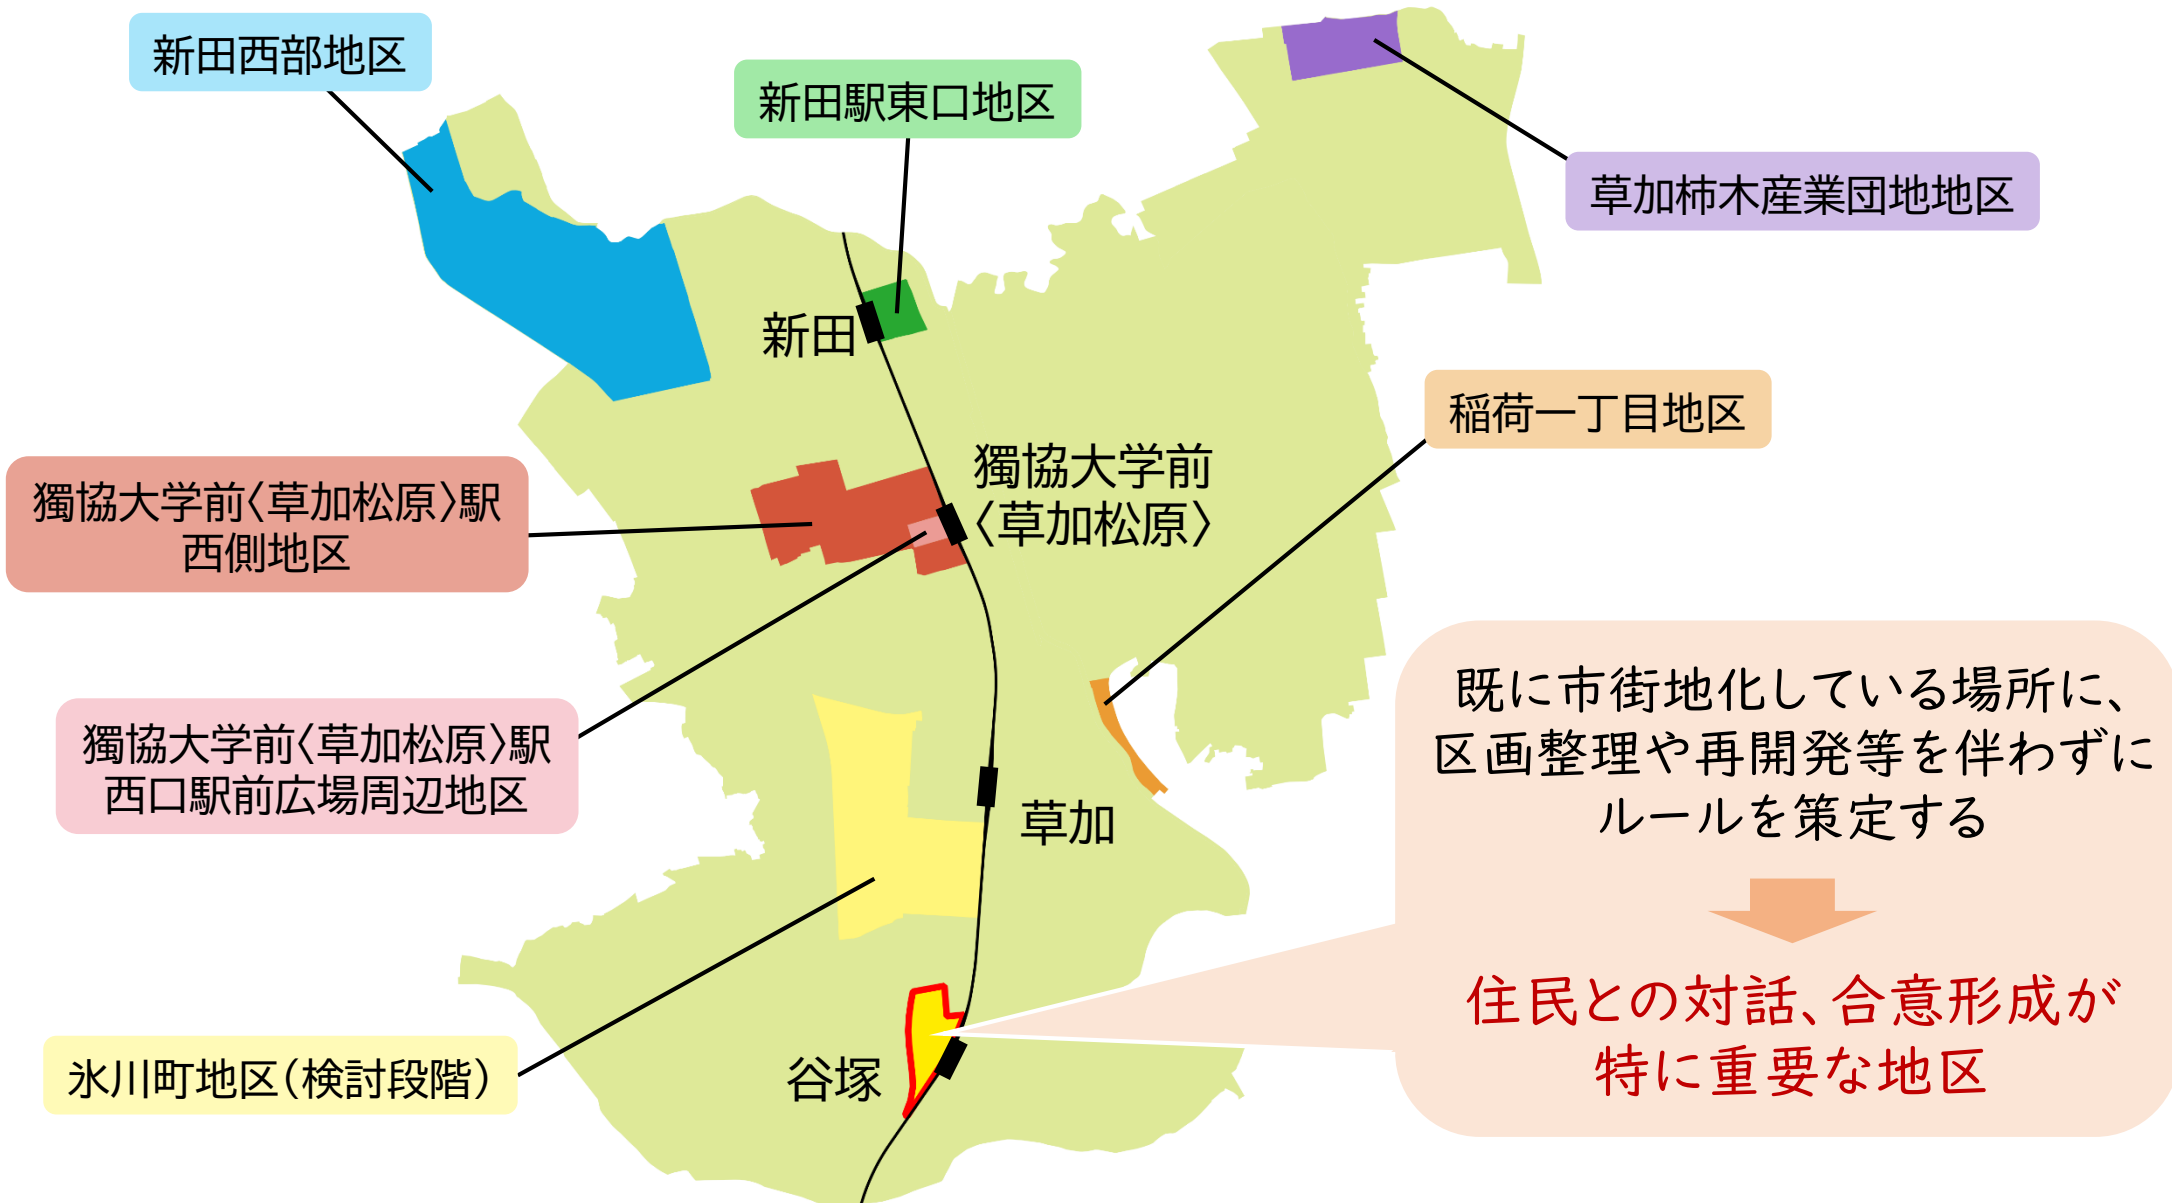 新田西部地区
新田駅東口地区
草加柿木産業団地地区
新田
稲荷一丁目地区
獨協大学前
〈草加松原〉
獨協大学前〈草加松原〉駅
西側地区
獨協大学前〈草加松原〉駅
西口駅前広場周辺地区
草加
既に市街地化している場所に、
区画整理や再開発等を伴わずに
ルールを策定する
住民との対話、合意形成が
特に重要な地区
氷川町地区（検討段階）
谷塚